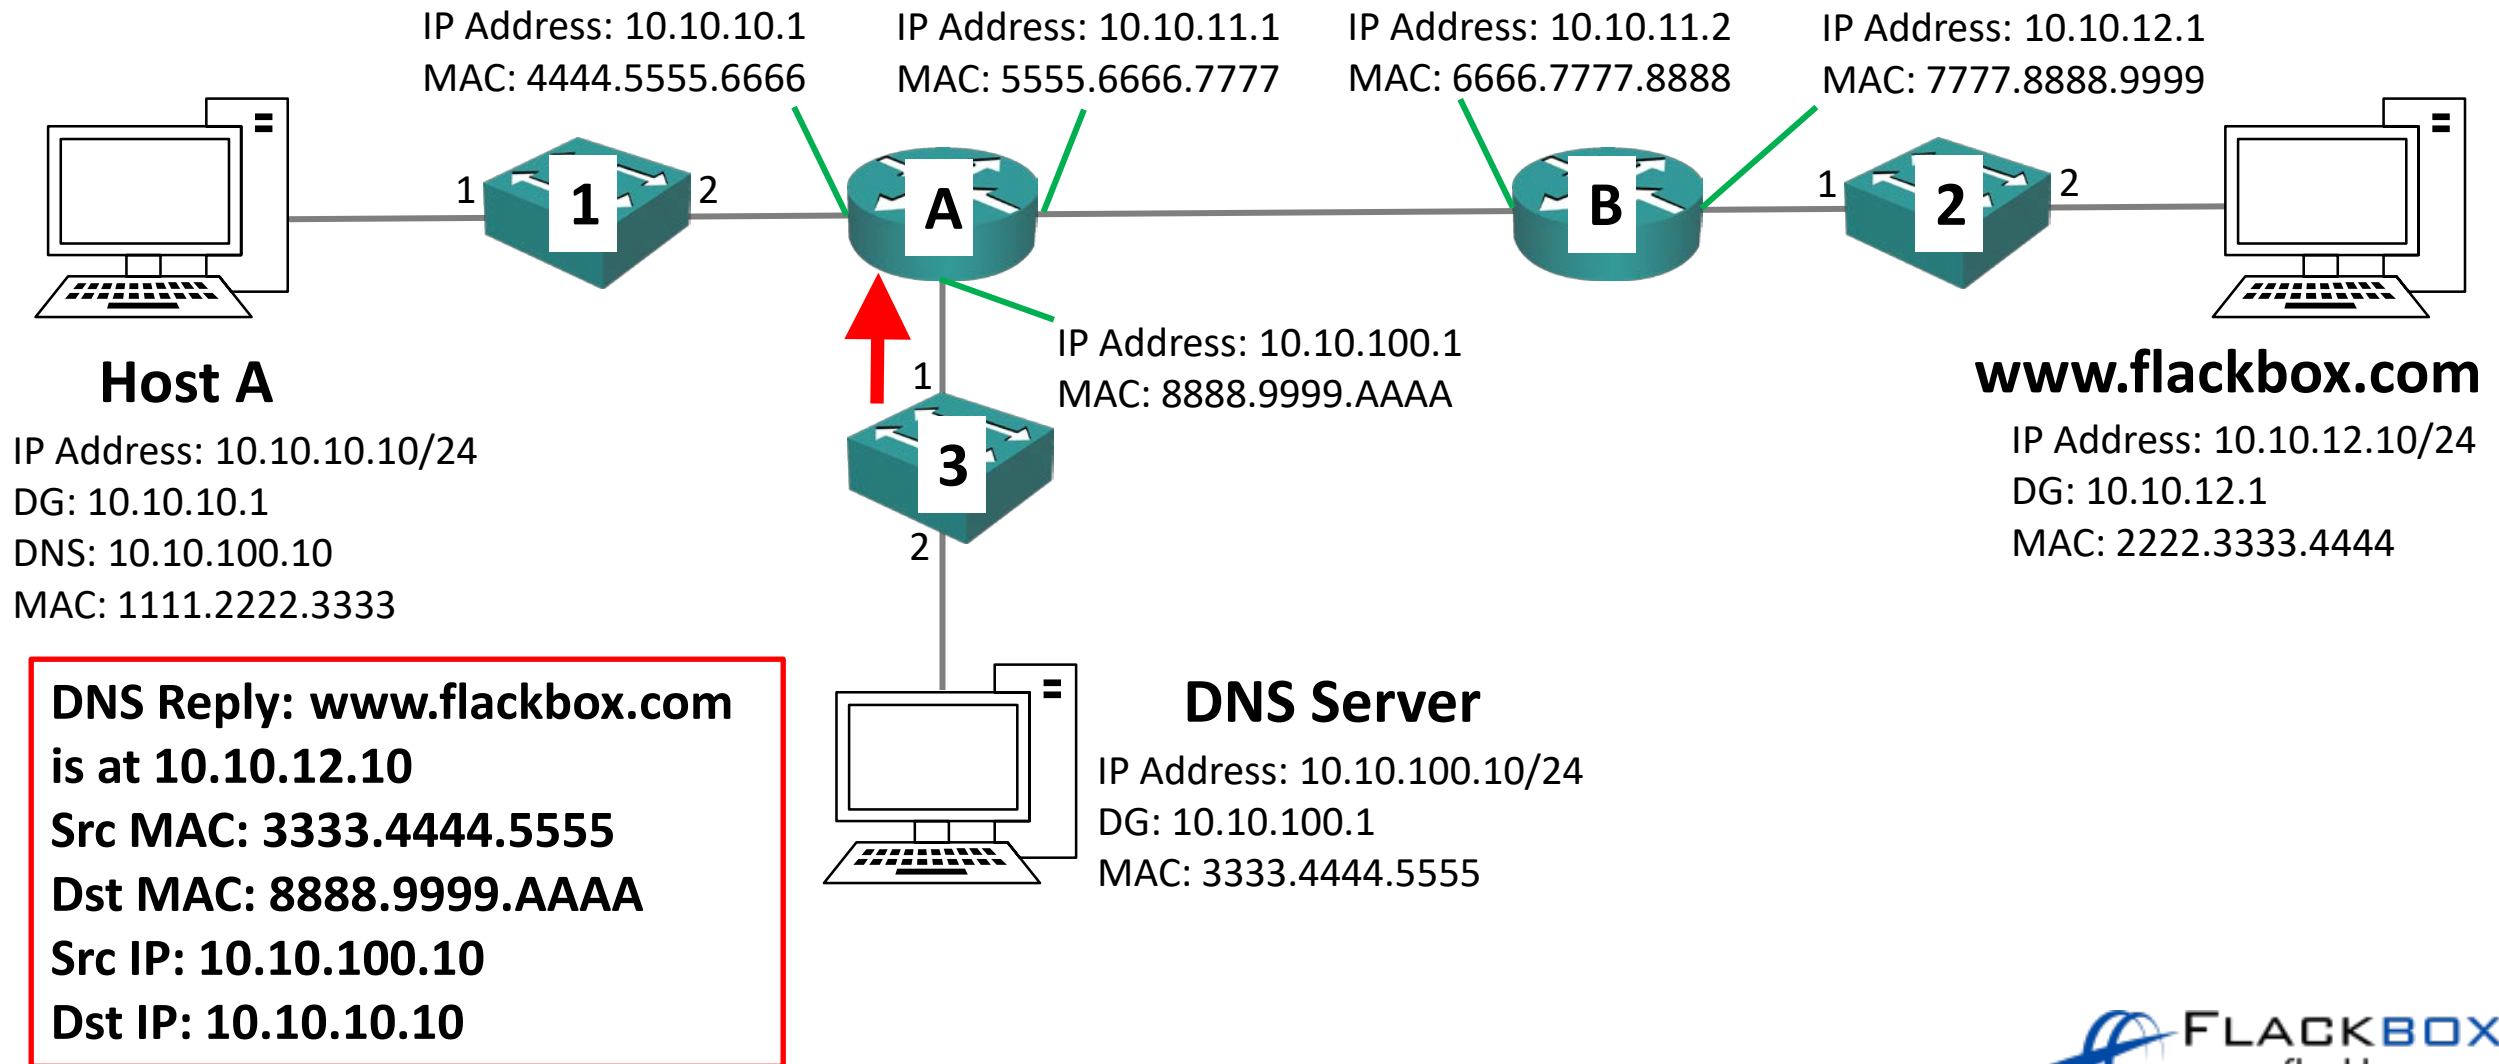 IP Address: 10.10.10.1
MAC: 4444.5555.6666
IP Address: 10.10.11.1
MAC: 5555.6666.7777
IP Address: 10.10.11.2
MAC: 6666.7777.8888
IP Address: 10.10.12.1
MAC: 7777.8888.9999
1
1
2
A
B
1
2
2
IP Address: 10.10.100.1
MAC: 8888.9999.AAAA
1
3
2
Host A
IP Address: 10.10.10.10/24
DG: 10.10.10.1
DNS: 10.10.100.10
MAC: 1111.2222.3333
www.flackbox.com
IP Address: 10.10.12.10/24
DG: 10.10.12.1
MAC: 2222.3333.4444
DNS Reply: www.flackbox.com
is at 10.10.12.10
Src MAC: 3333.4444.5555
Dst MAC: 8888.9999.AAAA
Src IP: 10.10.100.10
Dst IP: 10.10.10.10
DNS Server
IP Address: 10.10.100.10/24
DG: 10.10.100.1
MAC: 3333.4444.5555
FLACKBOX